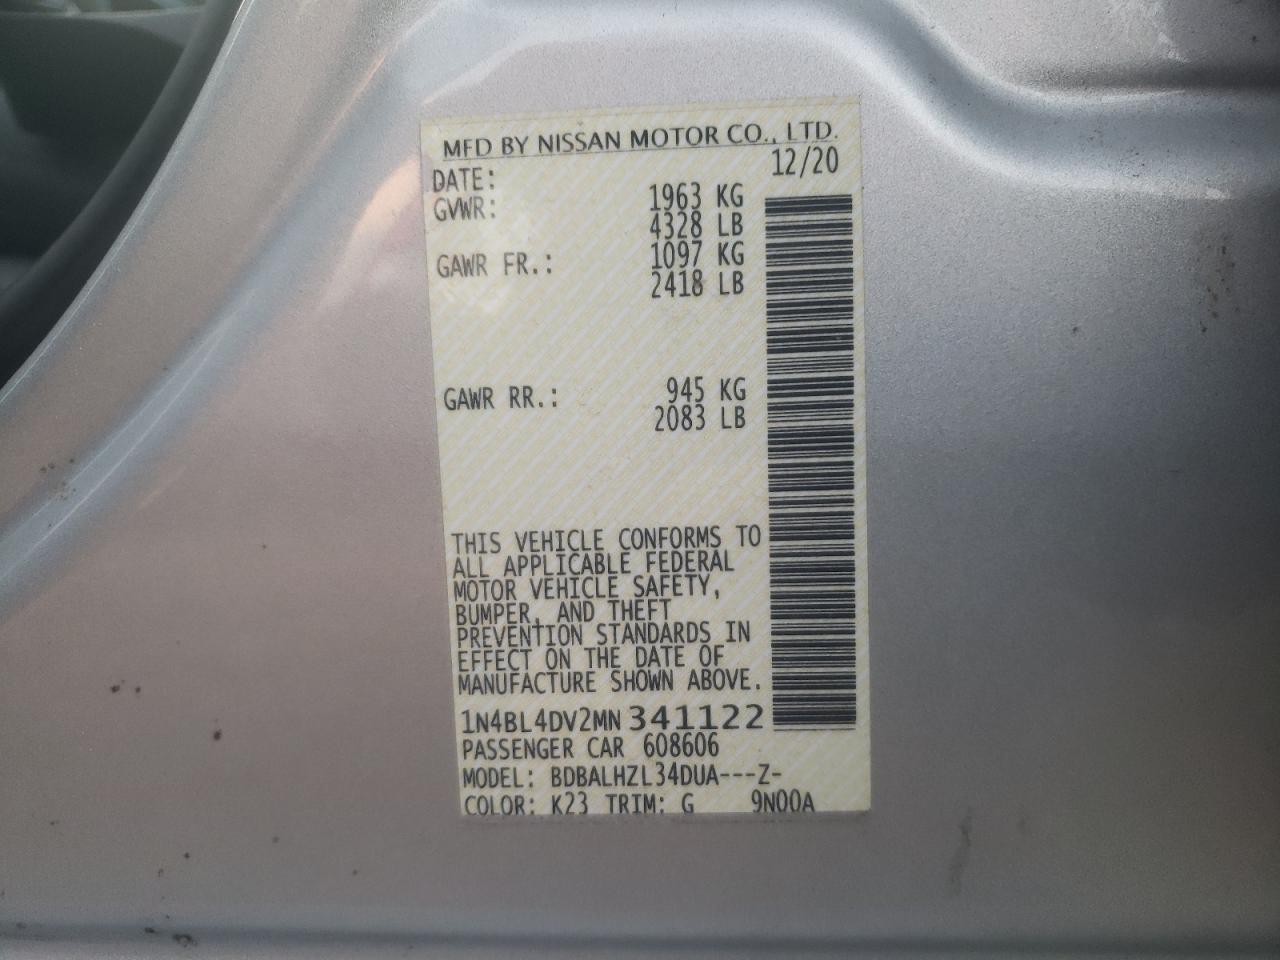 MFD BY NISSAN MOTOR CO., LTD.
DATE: 12/20
GVWR: 1963 KG
4328 LB
GAWR FR.: 1097 KG
2418 LB
GAWR RR.: 945 KG
2083 LB
THIS VEHICLE CONFORMS TO
ALL APPLICABLE FEDERAL
MOTOR VEHICLE SAFETY,
BUMPER, AND THEFT
PREVENTION STANDARDS IN
EFFECT ON THE DATE OF
MANUFACTURE SHOWN ABOVE.
1N4BL4DV2MN341122
PASSENGER CAR 608606
MODEL: BDBALHZL34DUA---Z-
COLOR: K23 TRIM: G 9N00A